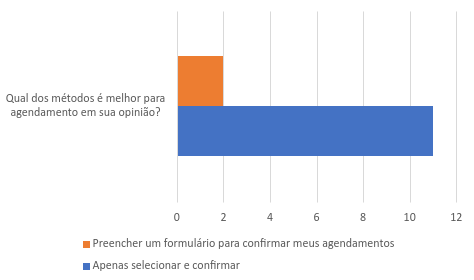 Qual dos métodos é melhor para
agendamento em sua opinião?
0 2 4 6 8 10 12
Preencher um formulário para confirmar meus agendamentos
Apenas selecionar e confirmar